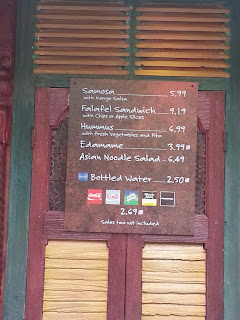 Samosa 5.99
with Mango Salsa
Falafel Sandwich 9.19
with Chips or Apple Slices
Hummus 6.99
with Fresh Vegetables and Pita
Edamame 3.99
Asian Noodle Salad 6.49
Bottled Water 2.50
Coca-Cola
2.69
Sales tax not included